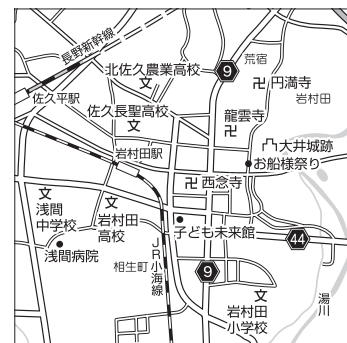 長野新幹線
北佐久農業高校
9
荒宿
円満寺
岩村田
佐久平駅
佐久長聖高校
龍雲寺
大井城跡
お船様祭り
岩村田駅
西念寺
浅間
中学校
岩村田
高校
子ども未来館
44
浅間病院
相生町
JR小海線
9
岩村田
小学校
湯川